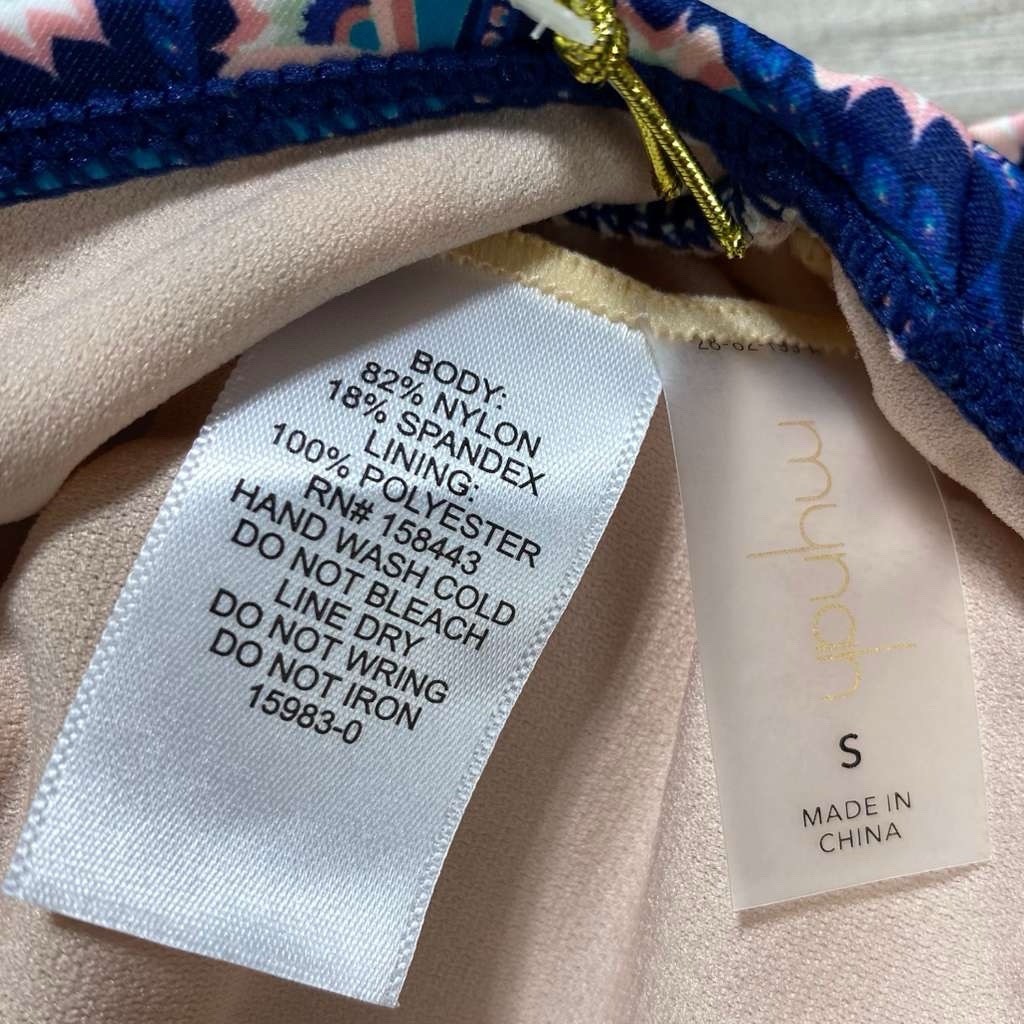 BODY:
82% NYLON
18% SPANDEX
LINING:
100% POLYESTER
RN# 158443
HAND WASH COLD
DO NOT BLEACH
LINE DRY
DO NOT WRING
DO NOT IRON
15983-0
S
MADE IN
CHINA